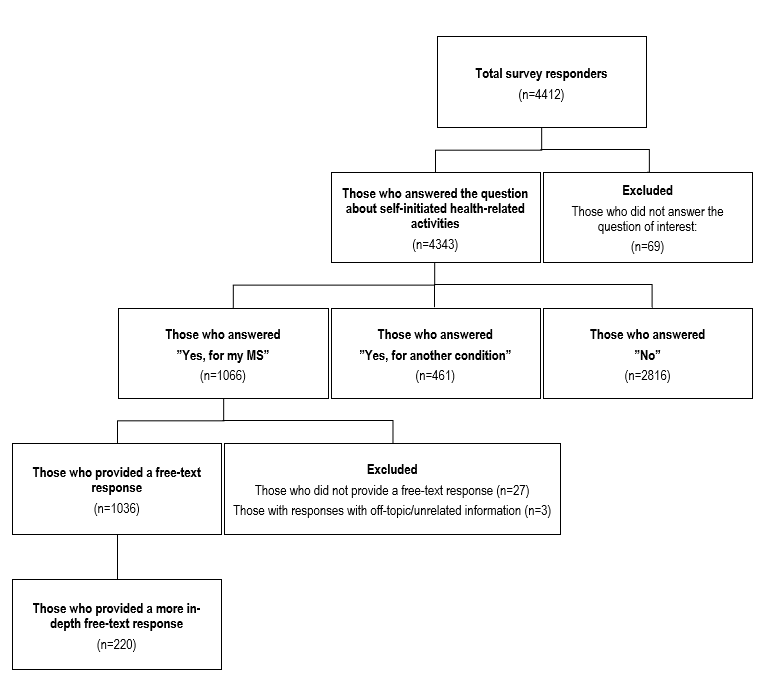 Total survey responders
(n=4412)
Those who answered the question
about self-initiated health-related
activities
(n=4343)
Excluded
Those who did not answer the
question of interest:
(n=69)
Those who answered
”Yes, for my MS”
(n=1066)
Those who answered
”Yes, for another condition”
(n=461)
Those who answered
”No”
(n=2816)
Those who provided a free-text
response
(n=1036)
Excluded
Those who did not provide a free-text response (n=27)
Those with responses with off-topic/unrelated information (n=3)
Those who provided a more in-
depth free-text response
(n=220)